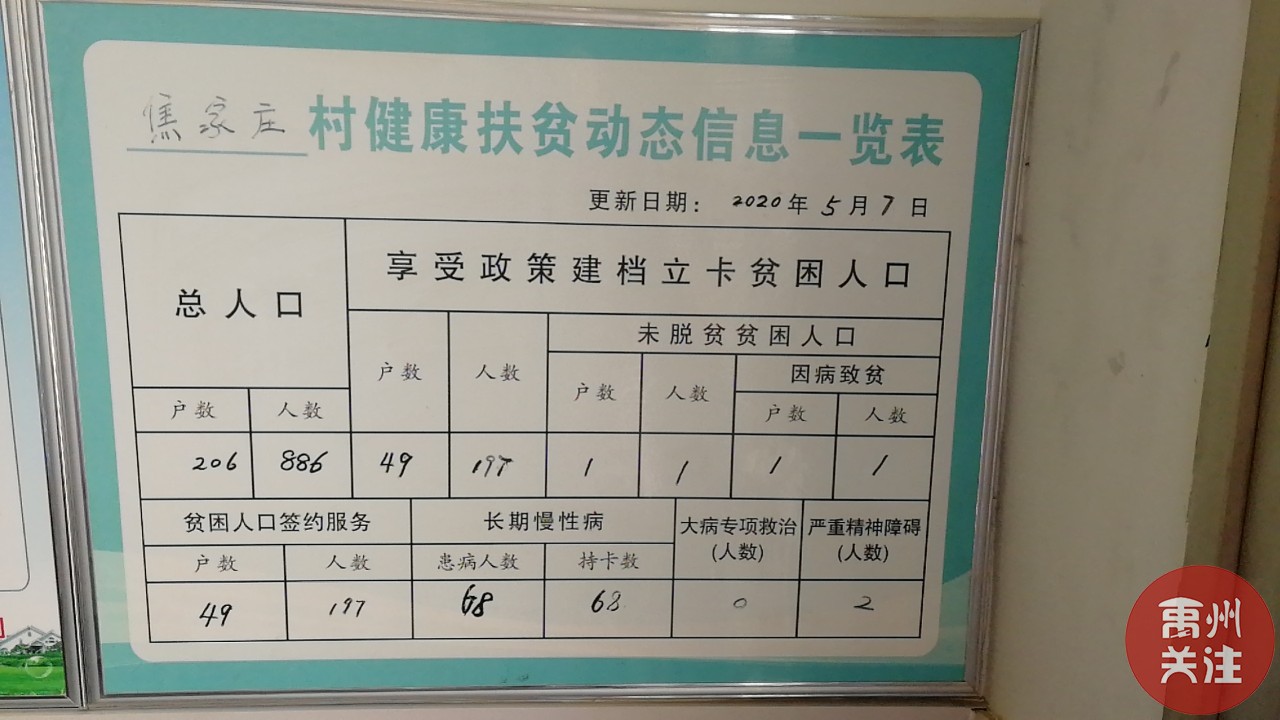 焦家庄村健康扶贫动态信息一览表
更新日期： 2020年5月7日
总人口
享受政策建档立卡贫困人口
户数 人数
未脱贫贫困人口
户数 人数
因病致贫
户数 人数
户数 人数
206 886 49 197 1 1 1 1
贫困人口签约服务 长期慢性病 大病专项救治 严重精神障碍
(人数) (人数)
户数 人数 患病人数 持卡数
49 197 68 68 0 2
禹州
关注